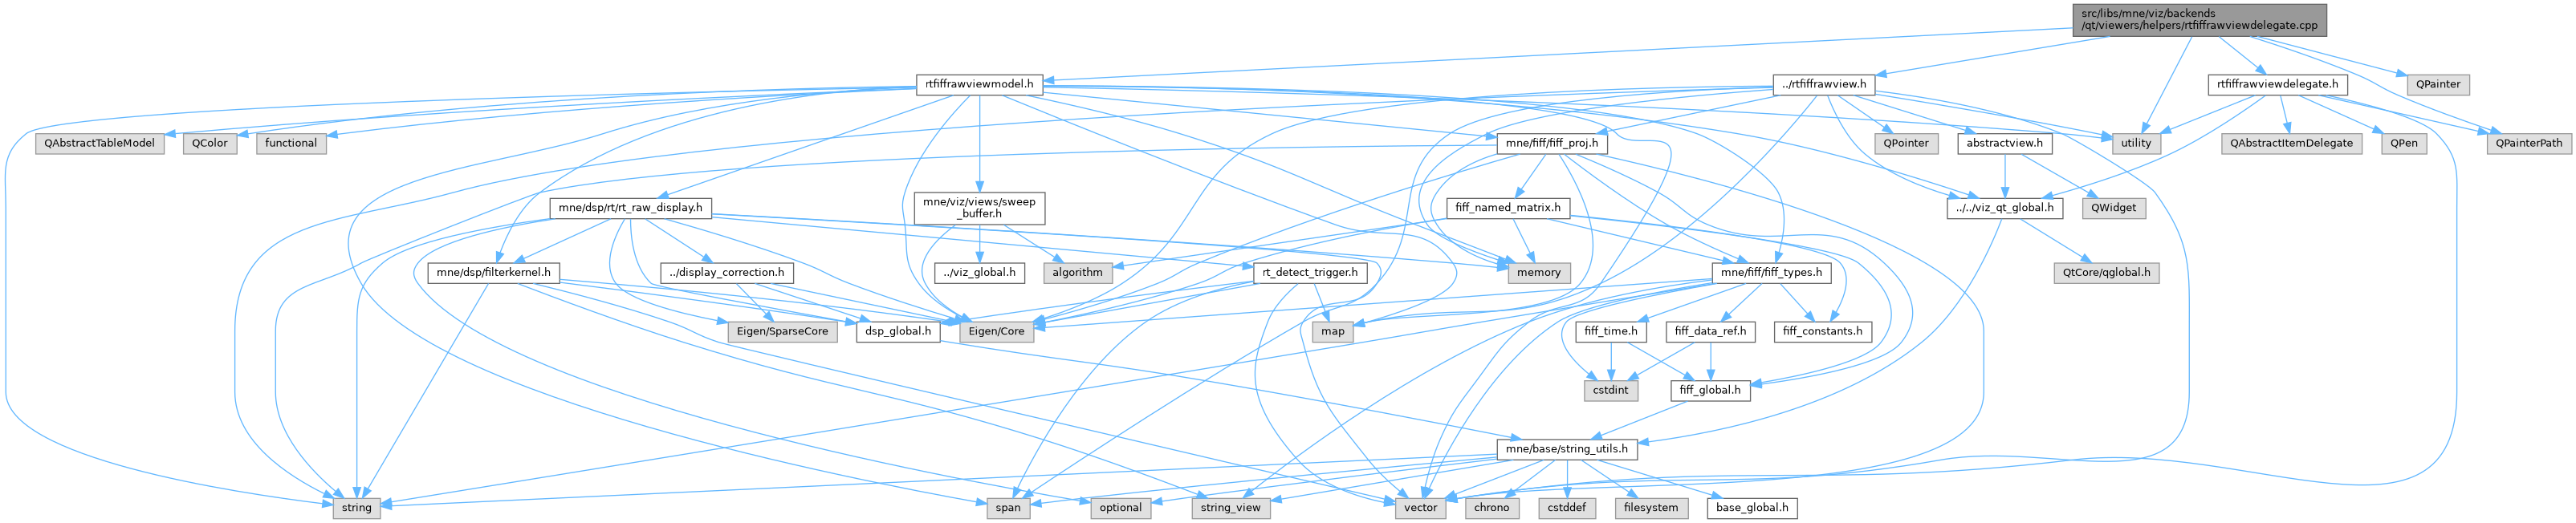 src/libs/mne/viz/backends
/qt/viewers/helpers/rtfiffrawviewdelegate.cpp
rtfiffrawviewmodel.h
../rtfiffrawview.h
rtfiffrawviewdelegate.h
QPainter
QAbstractTableModel
QColor
functional
mne/fiff/fiff_proj.h
QPointer
abstractview.h
utility
QAbstractItemDelegate
QPen
QPainterPath
mne/dsp/rt/rt_raw_display.h
mne/viz/views/sweep
_buffer.h
fiff_named_matrix.h
../../viz_qt_global.h
QWidget
mne/dsp/filterkernel.h
../display_correction.h
../viz_global.h
algorithm
rt_detect_trigger.h
memory
mne/fiff/fiff_types.h
QtCore/qglobal.h
Eigen/SparseCore
dsp_global.h
Eigen/Core
map
fiff_time.h
fiff_data_ref.h
fiff_constants.h
cstdint
fiff_global.h
mne/base/string_utils.h
string
span
optional
string_view
vector
chrono
cstddef
filesystem
base_global.h